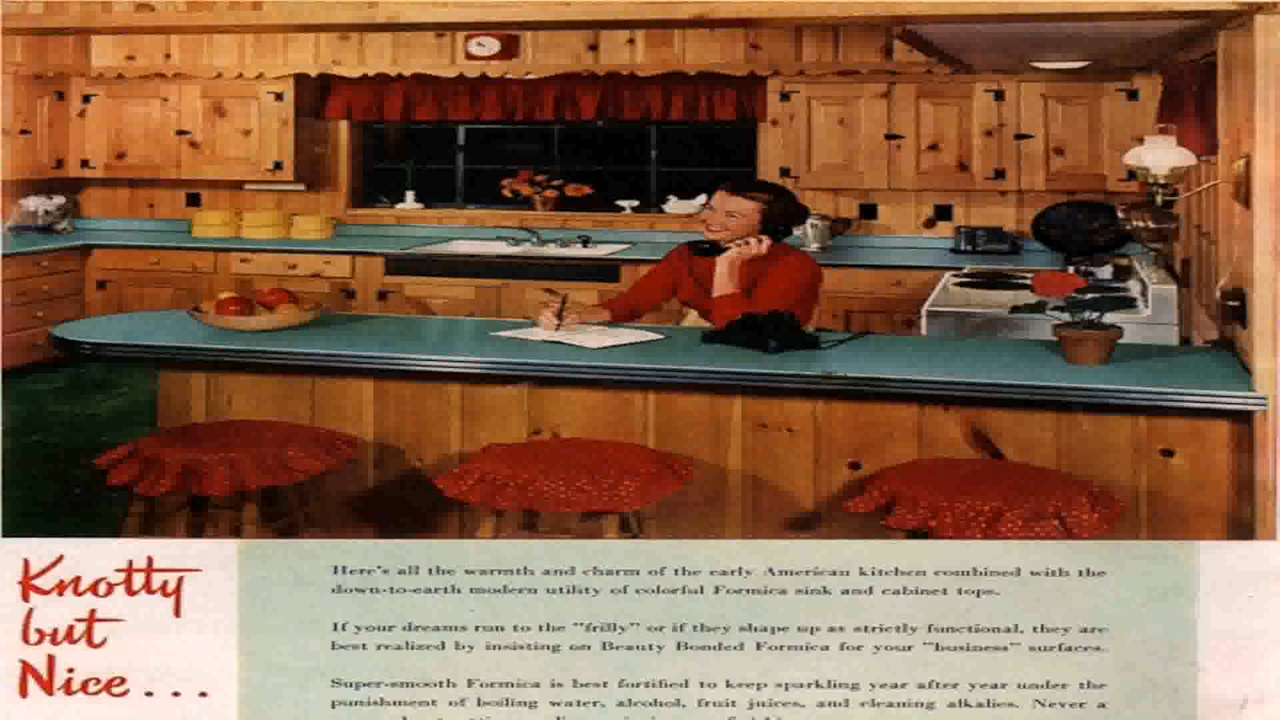 Knotty
but
Nice...
Here's all the warmth and charm of the early American kitchen combined with the
down-to-earth modern utility of colorful Formica sink and cabinet tops.
If your dreams run to the "frilly" or if they shape up as strictly functional, they are
best realized by insisting on Beauty Bonded Formica for your "business" surfaces.
Super-smooth Formica is best fortified to keep sparkling year after year under the
punishment of boiling water, alcohol, fruit juices, and cleaning alkalies. Never a